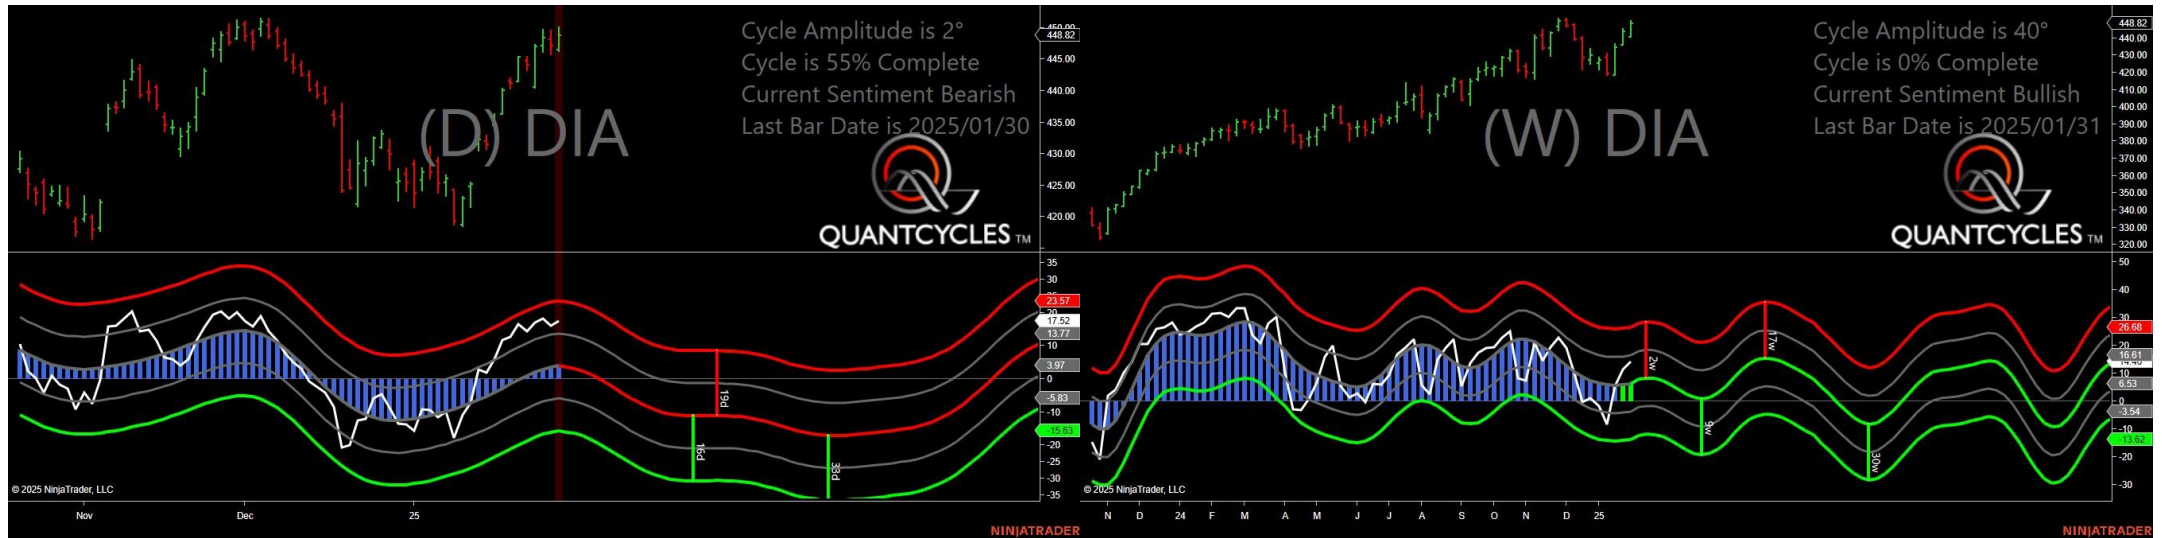 Cycle Amplitude is 2°
Cycle is 55% Complete
Current Sentiment Bearish
Last Bar Date is 2025/01/30
(D) DIA
QUANTCYCLES TM
450.00
448.82
445.00
440.00
435.00
430.00
425.00
420.00
35
30
23.57
20
17.52
13.77
10
3.97
0
-5.83
-10
-15.63
-20
-25
-30
-35
19d
16d
33d
© 2025 NinjaTrader, LLC
Nov
Dec
25
NINJATRADER
Cycle Amplitude is 40°
Cycle is 0% Complete
Current Sentiment Bullish
Last Bar Date is 2025/01/31
(W) DIA
QUANTCYCLES TM
448.82
440.00
430.00
420.00
410.00
400.00
390.00
380.00
370.00
360.00
350.00
340.00
330.00
320.00
50
40
30
26.68
20
16.61
10
6.53
0
-3.54
-10
-13.62
-20
-30
2w
17w
9w
30w
© 2025 NinjaTrader, LLC
N D 24 F M A M J J A S O N D 25
NINJATRADER